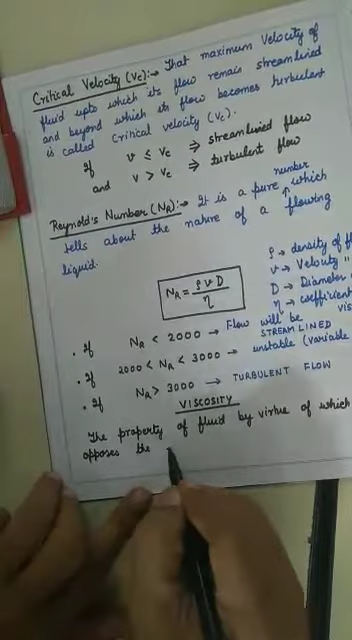 Critical Velocity (Vc):→ That maximum Velocity of
fluid upto which its flow remain streamlined
and beyond which its flow becomes turbulent
is called critical velocity (Vc).
If v ≤ vc ⇒ streamlined flow
and v > vc ⇒ turbulent flow
Reynold's Number (NR):→ It is a pure number which
tells about the nature of a flowing
liquid.
NR = ρvD/η
ρ → density of
v → Velocity "
D → Diameter
η → coefficient
. If NR < 2000 → Flow will be STREAMLINED
. If 2000 < NR < 3000 → unstable (variable
. If NR > 3000 → TURBULENT FLOW
VISCOSITY
The property of fluid by virtue of which
opposes the